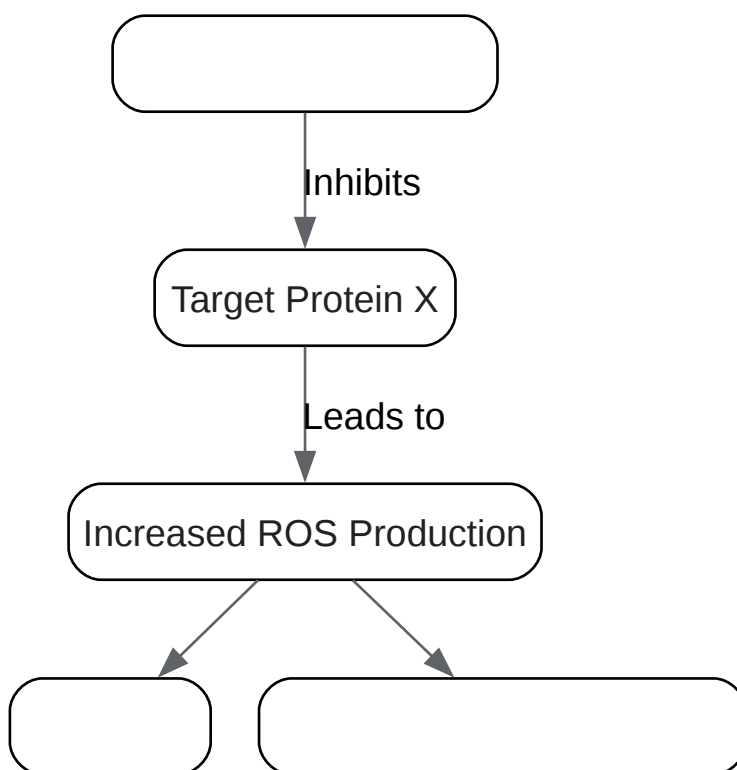 Inhibits
Target Protein X
Leads to
Increased ROS Production